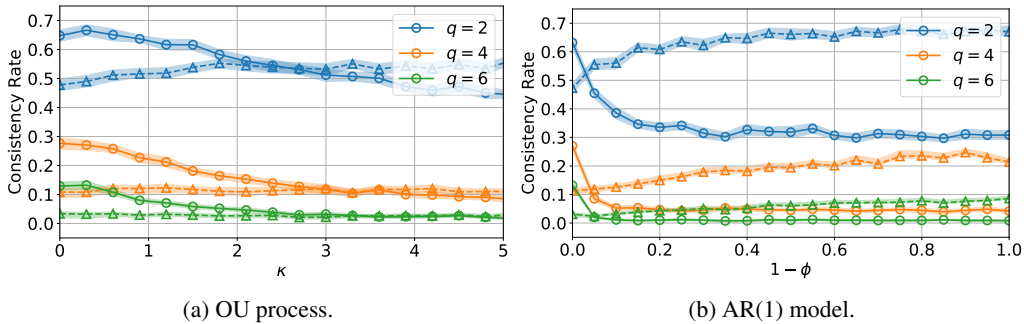 0.7
0.6
0.5
0.4
0.3
0.2
0.1
0.0
Consistency Rate
0 1 2 3 4 5
κ
q = 2
q = 4
q = 6
(a) OU process.
0.7
0.6
0.5
0.4
0.3
0.2
0.1
0.0
Consistency Rate
0.0 0.2 0.4 0.6 0.8 1.0
1 − ϕ
q = 2
q = 4
q = 6
(b) AR(1) model.